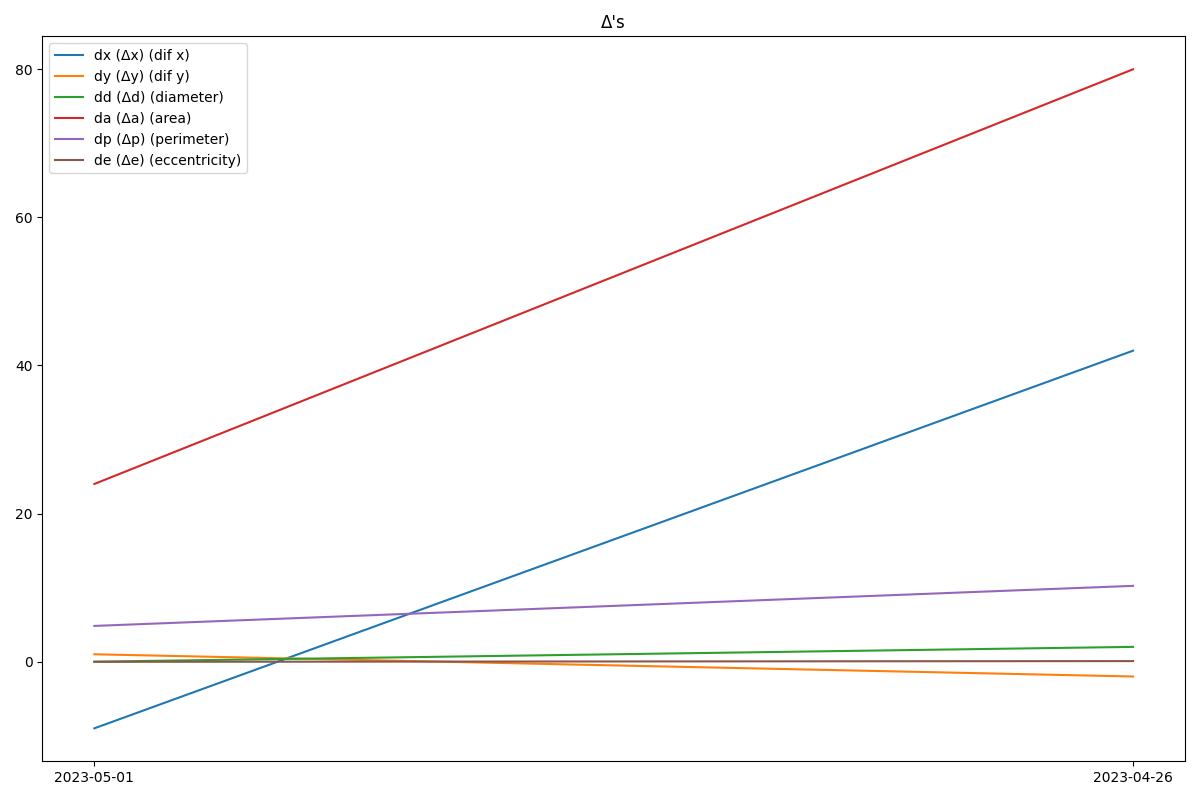 Δ's
dx (Δx) (dif x)
dy (Δy) (dif y)
dd (Δd) (diameter)
da (Δa) (area)
dp (Δp) (perimeter)
de (Δe) (eccentricity)
80
60
40
20
0
2023-05-01 2023-04-26